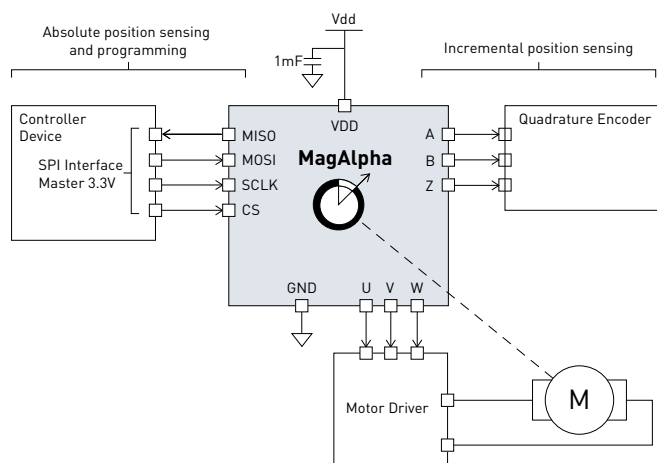 Absolute position sensing
and programming
Vdd
1mF
Incremental position sensing
Controller
Device
SPI Interface
Master 3.3V
MISO
MOSI
SCLK
CS
VDD
MagAlpha
A
B
Z
Quadrature Encoder
GND
U
V
W
Motor Driver
M